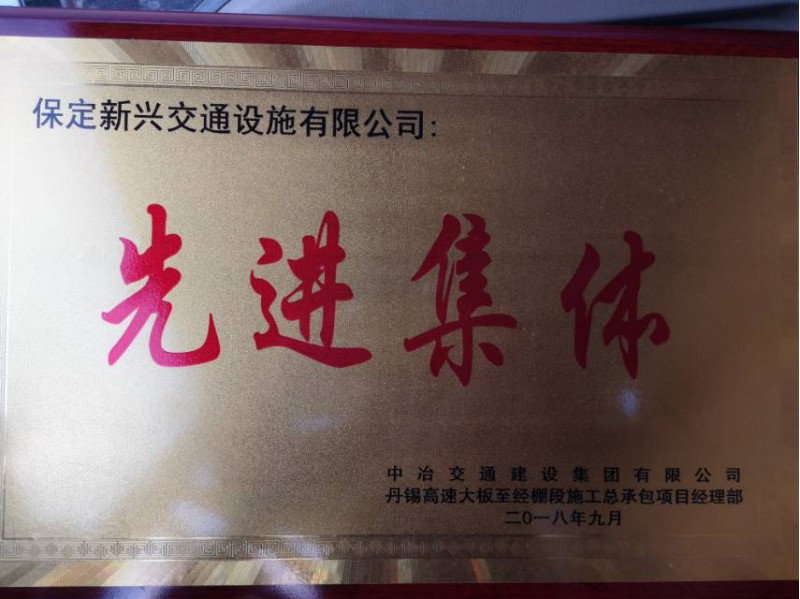 保定新兴交通设施有限公司：
先进集体
中冶交通建设集团有限公司
丹锡高速大板至经棚段施工总承包项目经理部
二0一八年九月